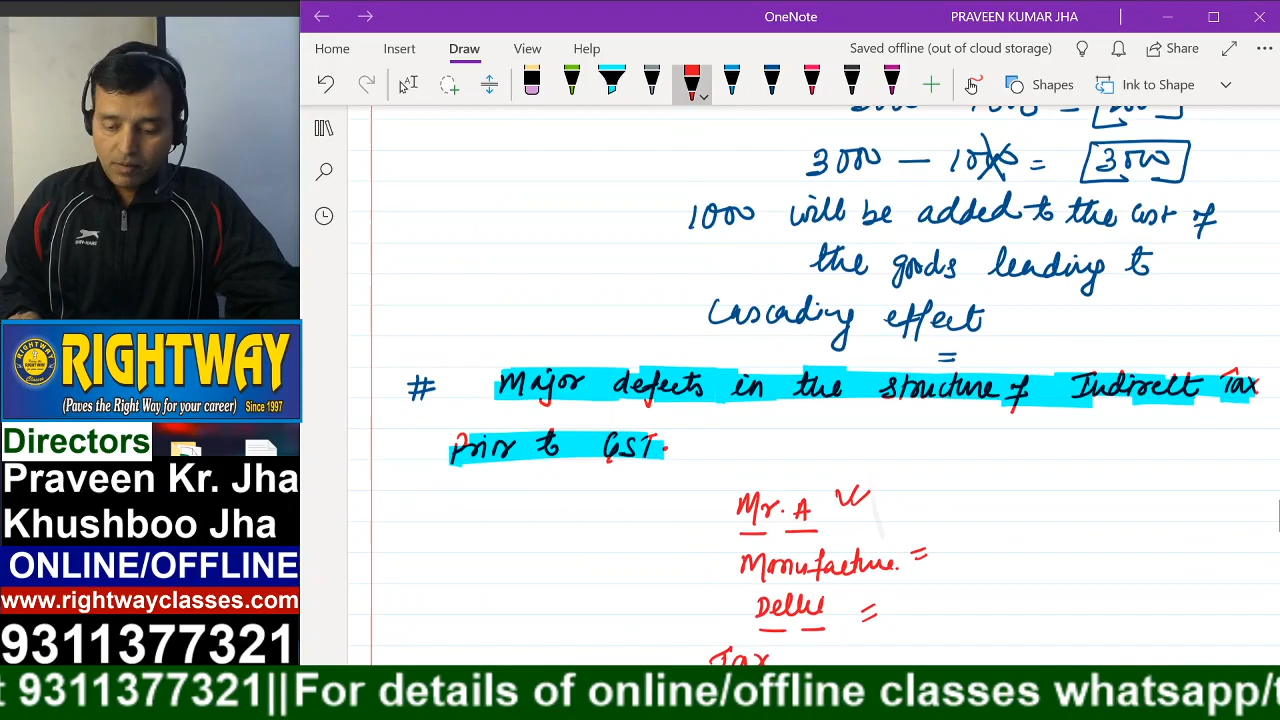 OneNote
PRAVEEN KUMAR JHA
Home Insert Draw View Help
Saved offline (out of cloud storage)
Share
Shapes
Ink to Shape
3000 – 1000 =
1000 will be added to the cost of
the goods leading to
Cascading effect
=
# Major defects in the structure of Indirect Tax
Prior to GST.
Mr. A
Manufacture. =
Delhi =
Tax
RIGHTWAY
(Paves the Right Way for your career) Since 1997
Directors
Praveen Kr. Jha
Khushboo Jha
ONLINE/OFFLINE
www.rightwayclasses.com
9311377321
9311377321||For details of online/offline classes whatsapp/